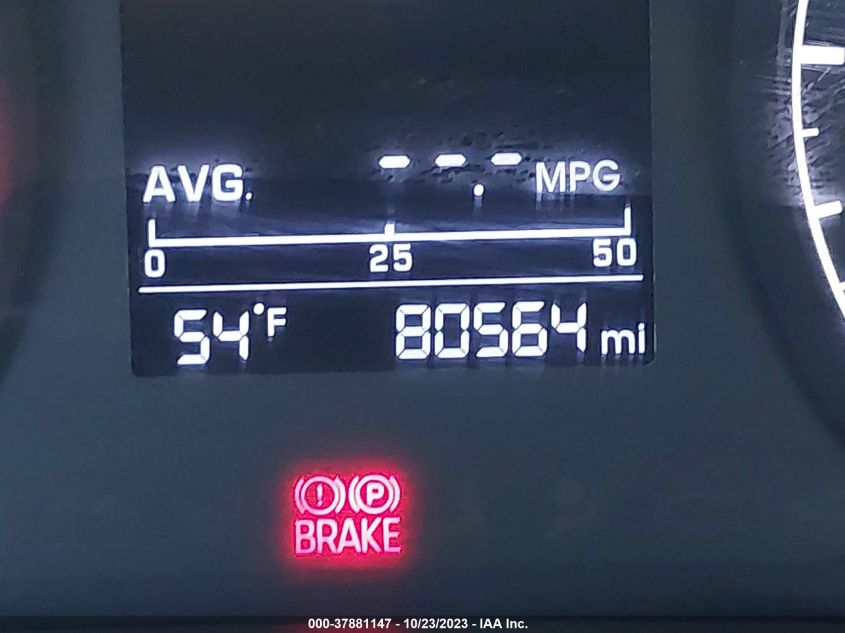 AVG. --.- MPG
0 25 50
54°F 80564 mi
! P
BRAKE
000-37881147 - 10/23/2023 - IAA Inc.